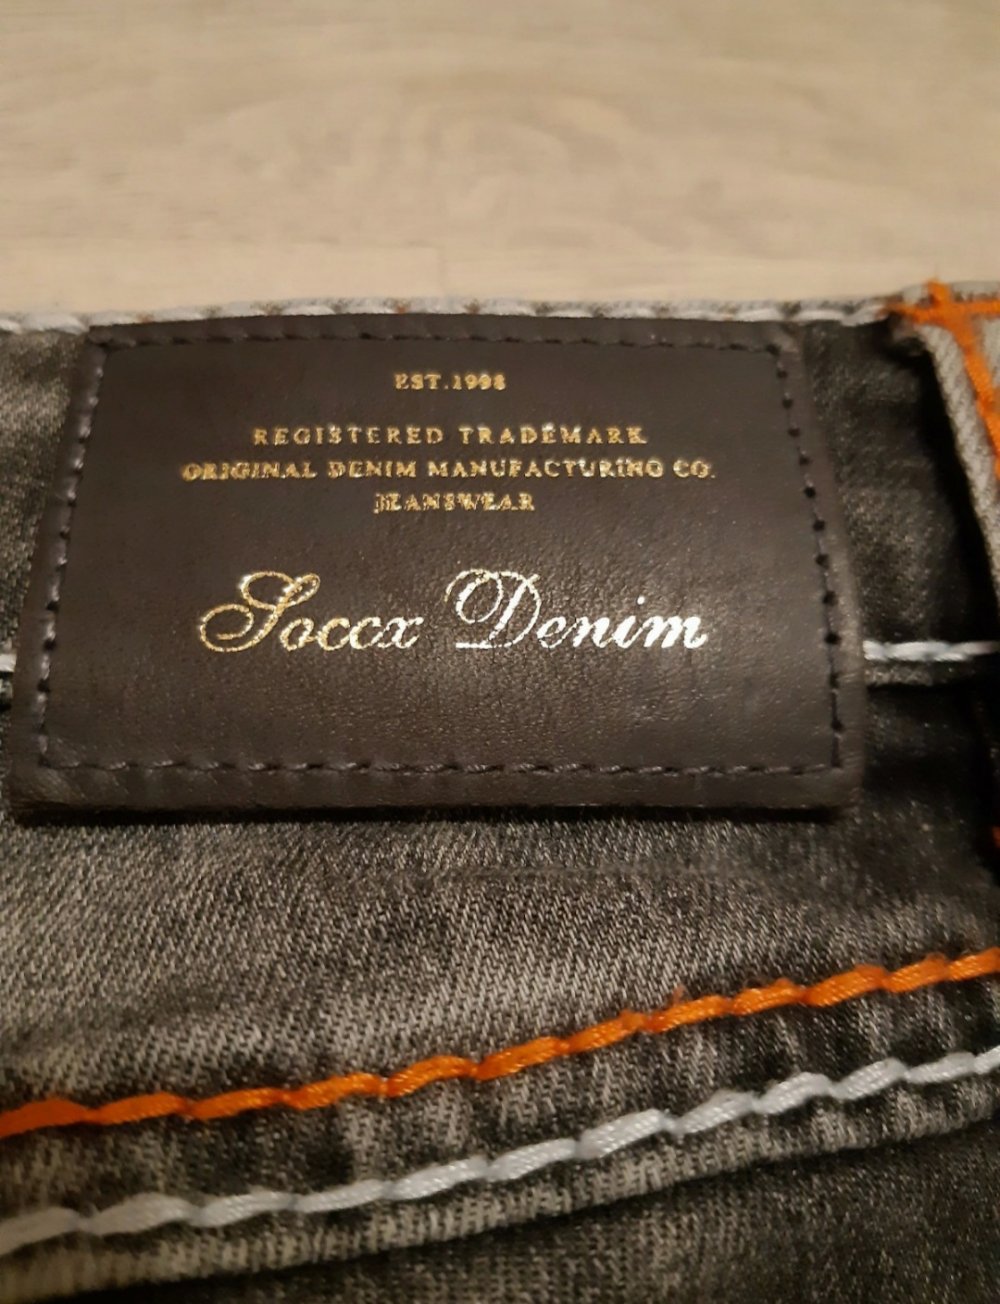 EST.1998
REGISTERED TRADEMARK
ORIGINAL DENIM MANUFACTURING CO.
JEANSWEAR
Soccx Denim